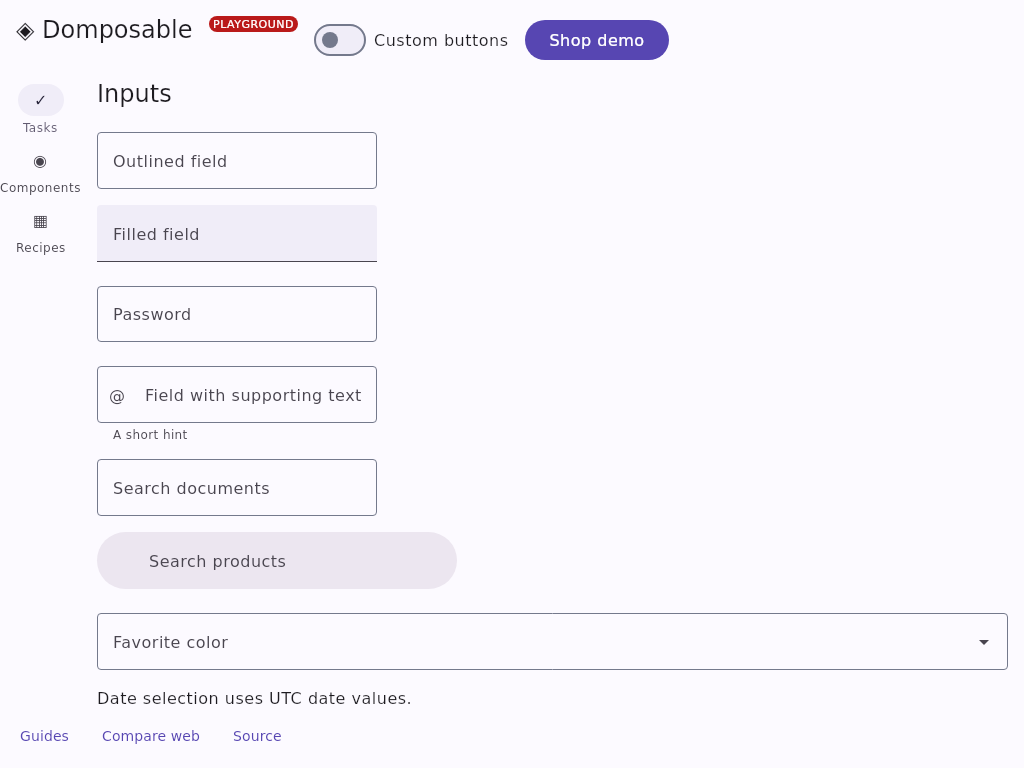 ◈ Domposable PLAYGROUND Custom buttons Shop demo
✓
Tasks
Components
Recipes
Inputs
Outlined field
Filled field
Password
@ Field with supporting text
A short hint
Search documents
Search products
Favorite color
Date selection uses UTC date values.
Guides Compare web Source